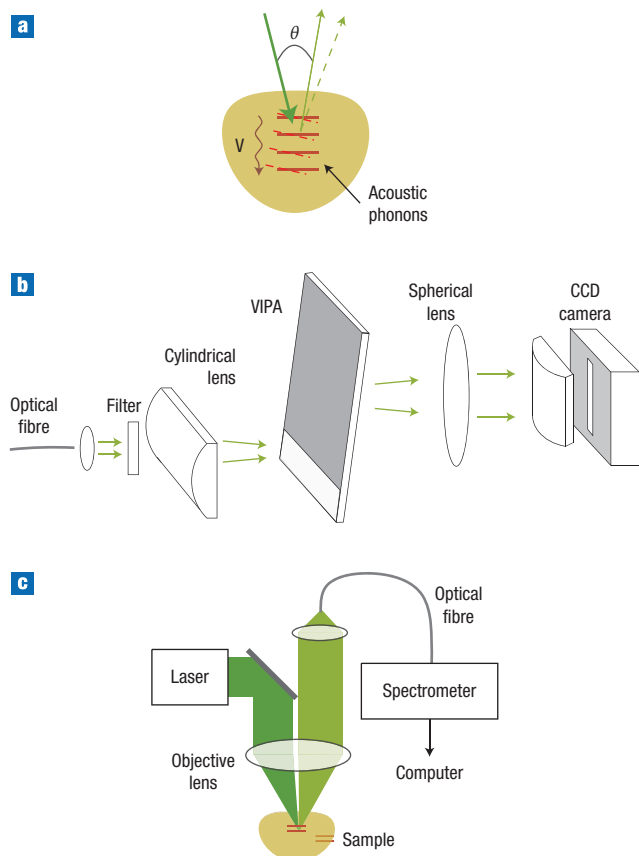 a
θ
V
Acoustic
phonons
b
VIPA
Spherical
lens
CCD
camera
Cylindrical
lens
Optical
fibre
Filter
c
Optical
fibre
Laser
Spectrometer
Objective
lens
Computer
Sample